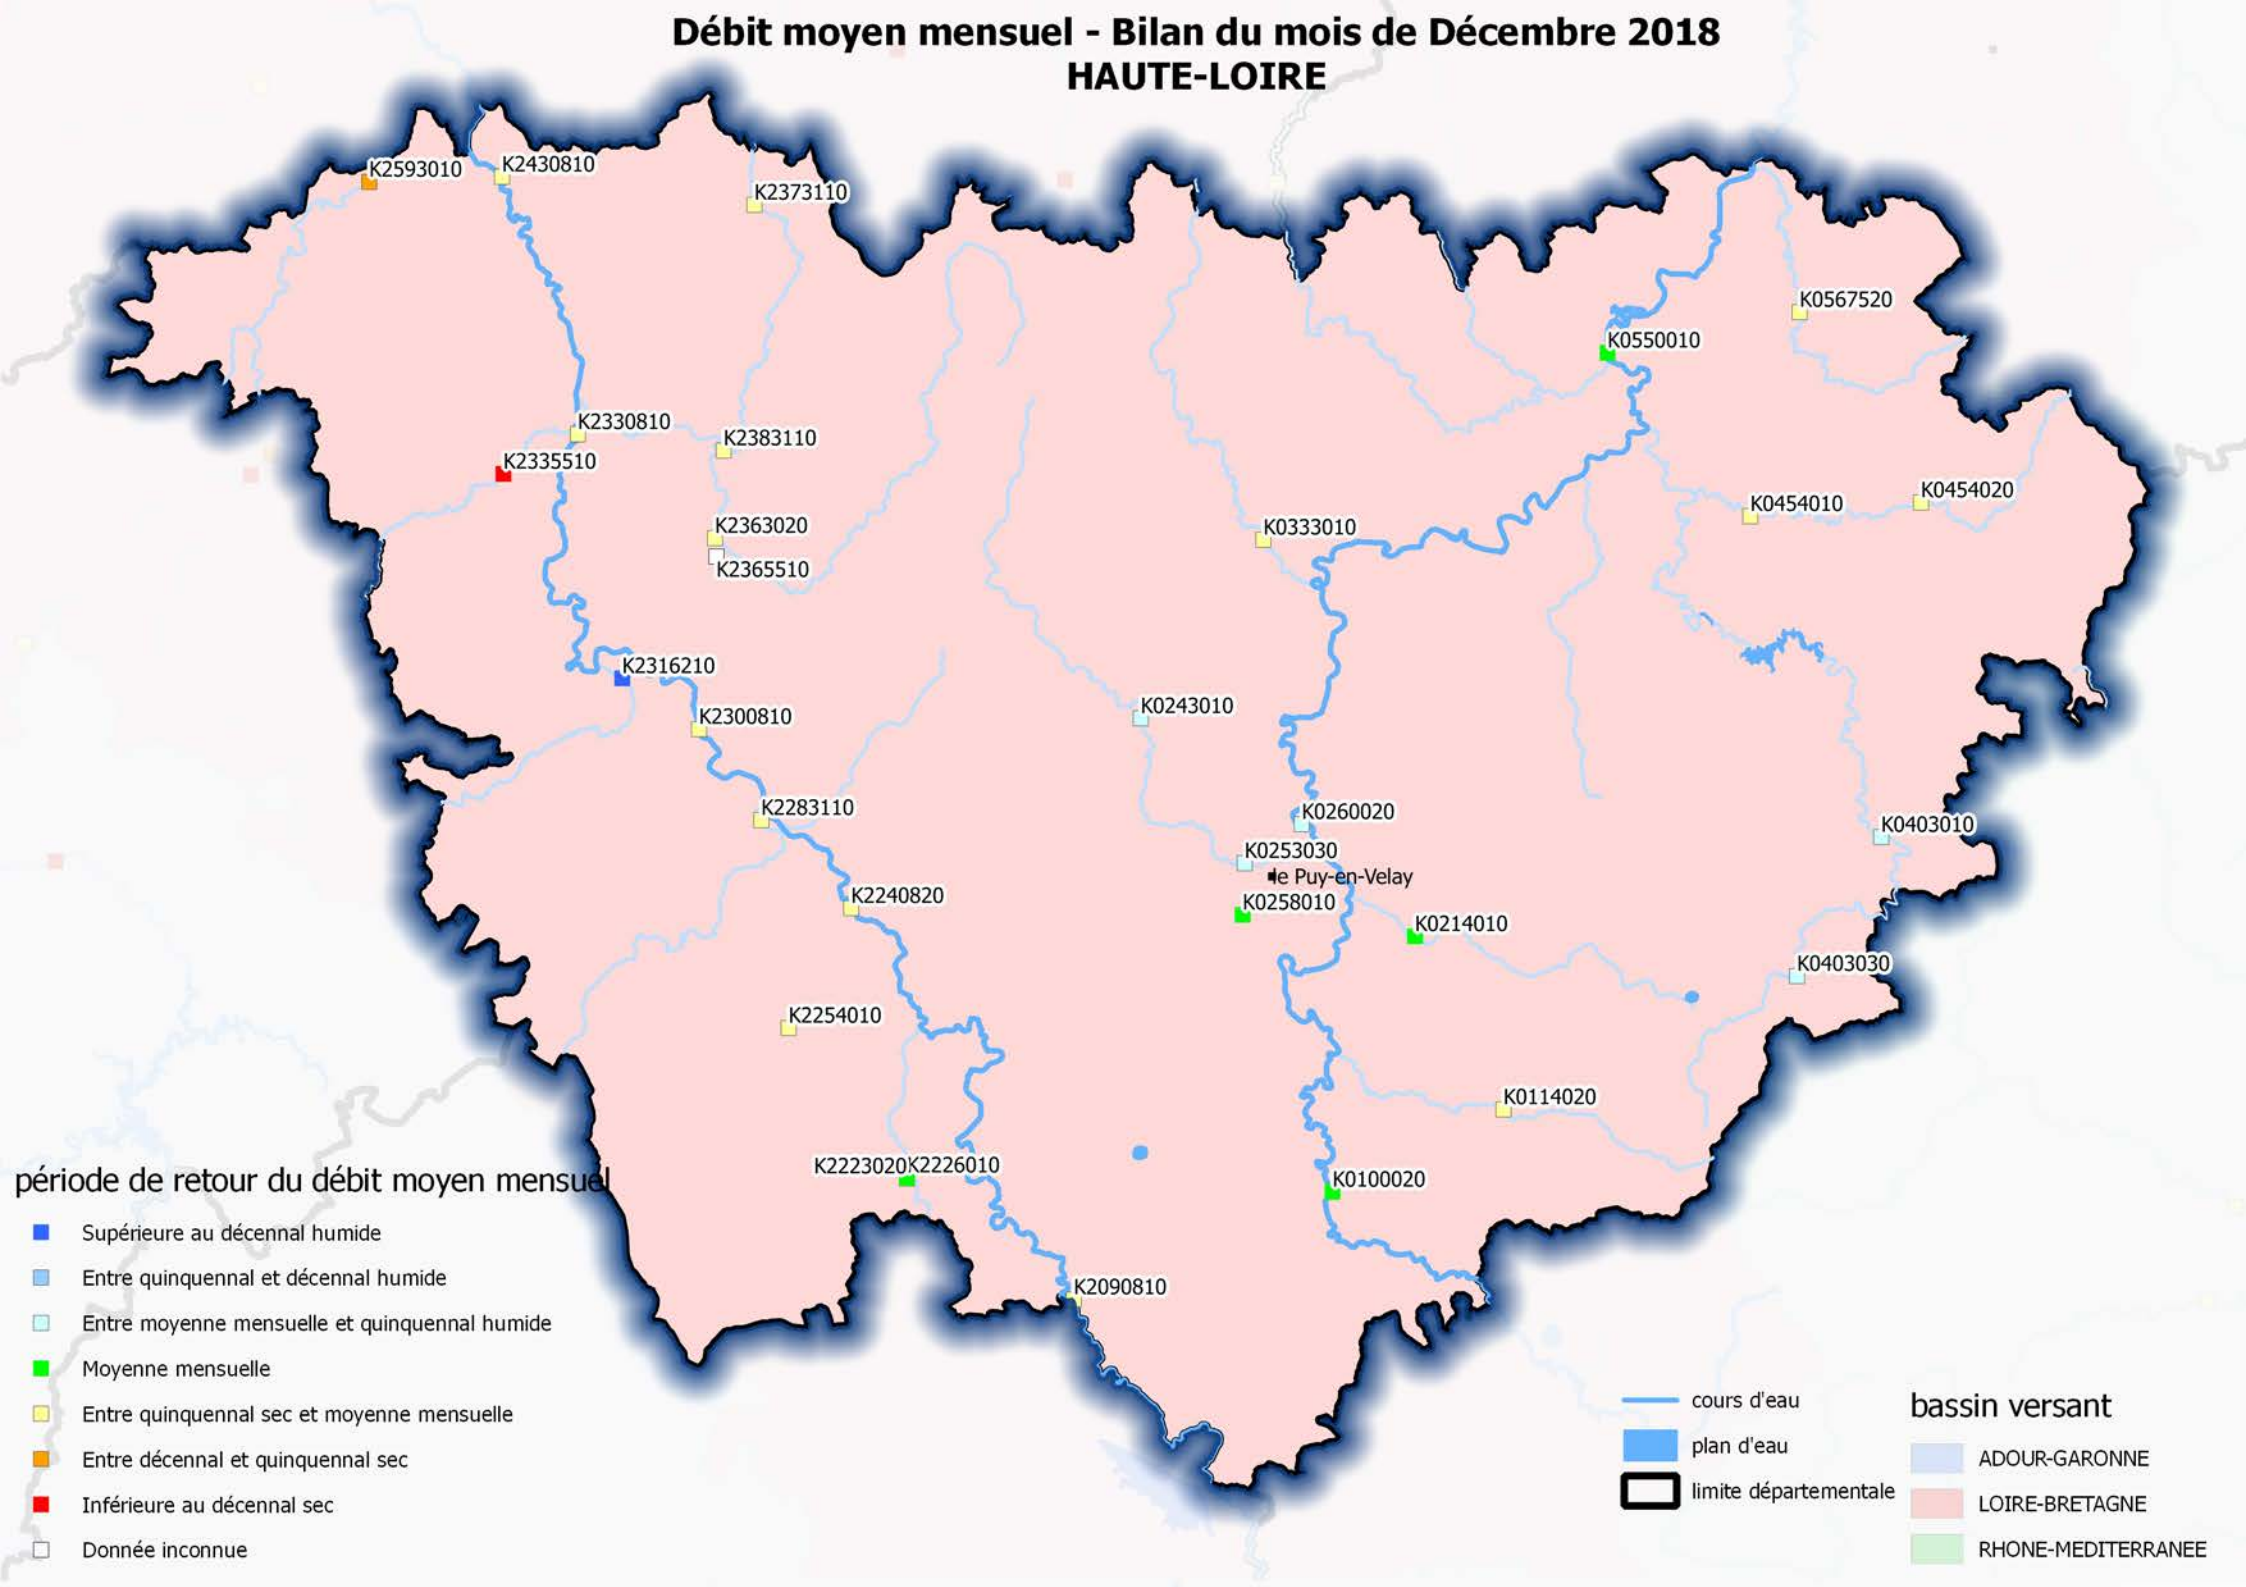 Débit moyen mensuel - Bilan du mois de Décembre 2018
HAUTE-LOIRE
K2593010
K2430810
K2373110
K0567520
K0550010
K2330810
K2383110
K2335510
K0454020
K0454010
K2363020
K0333010
K2365510
K2316210
K0243010
K2300810
K2283110
K0260020
K0403010
K0253030
le Puy-en-Velay
K2240820
K0258010
K0214010
K0403030
K2254010
K0114020
K2223020
K2226010
K0100020
K2090810
période de retour du débit moyen mensuel
Supérieure au décennal humide
Entre quinquennal et décennal humide
Entre moyenne mensuelle et quinquennal humide
Moyenne mensuelle
Entre quinquennal sec et moyenne mensuelle
Entre décennal et quinquennal sec
Inférieure au décennal sec
Donnée inconnue
cours d'eau
plan d'eau
limite départementale
bassin versant
ADOUR-GARONNE
LOIRE-BRETAGNE
RHONE-MEDITERRANEE